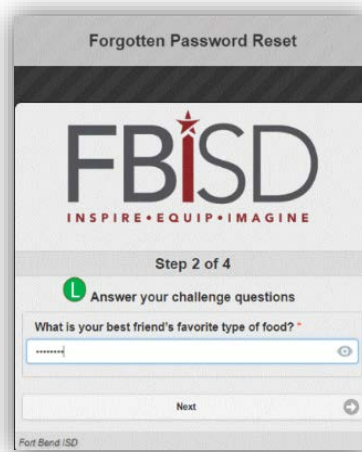 Forgotten Password Reset
FBISD
INSPIRE•EQUIP•IMAGINE
Step 2 of 4
L Answer your challenge questions
What is your best friend's favorite type of food? *
••••••••
Next
Fort Bend ISD